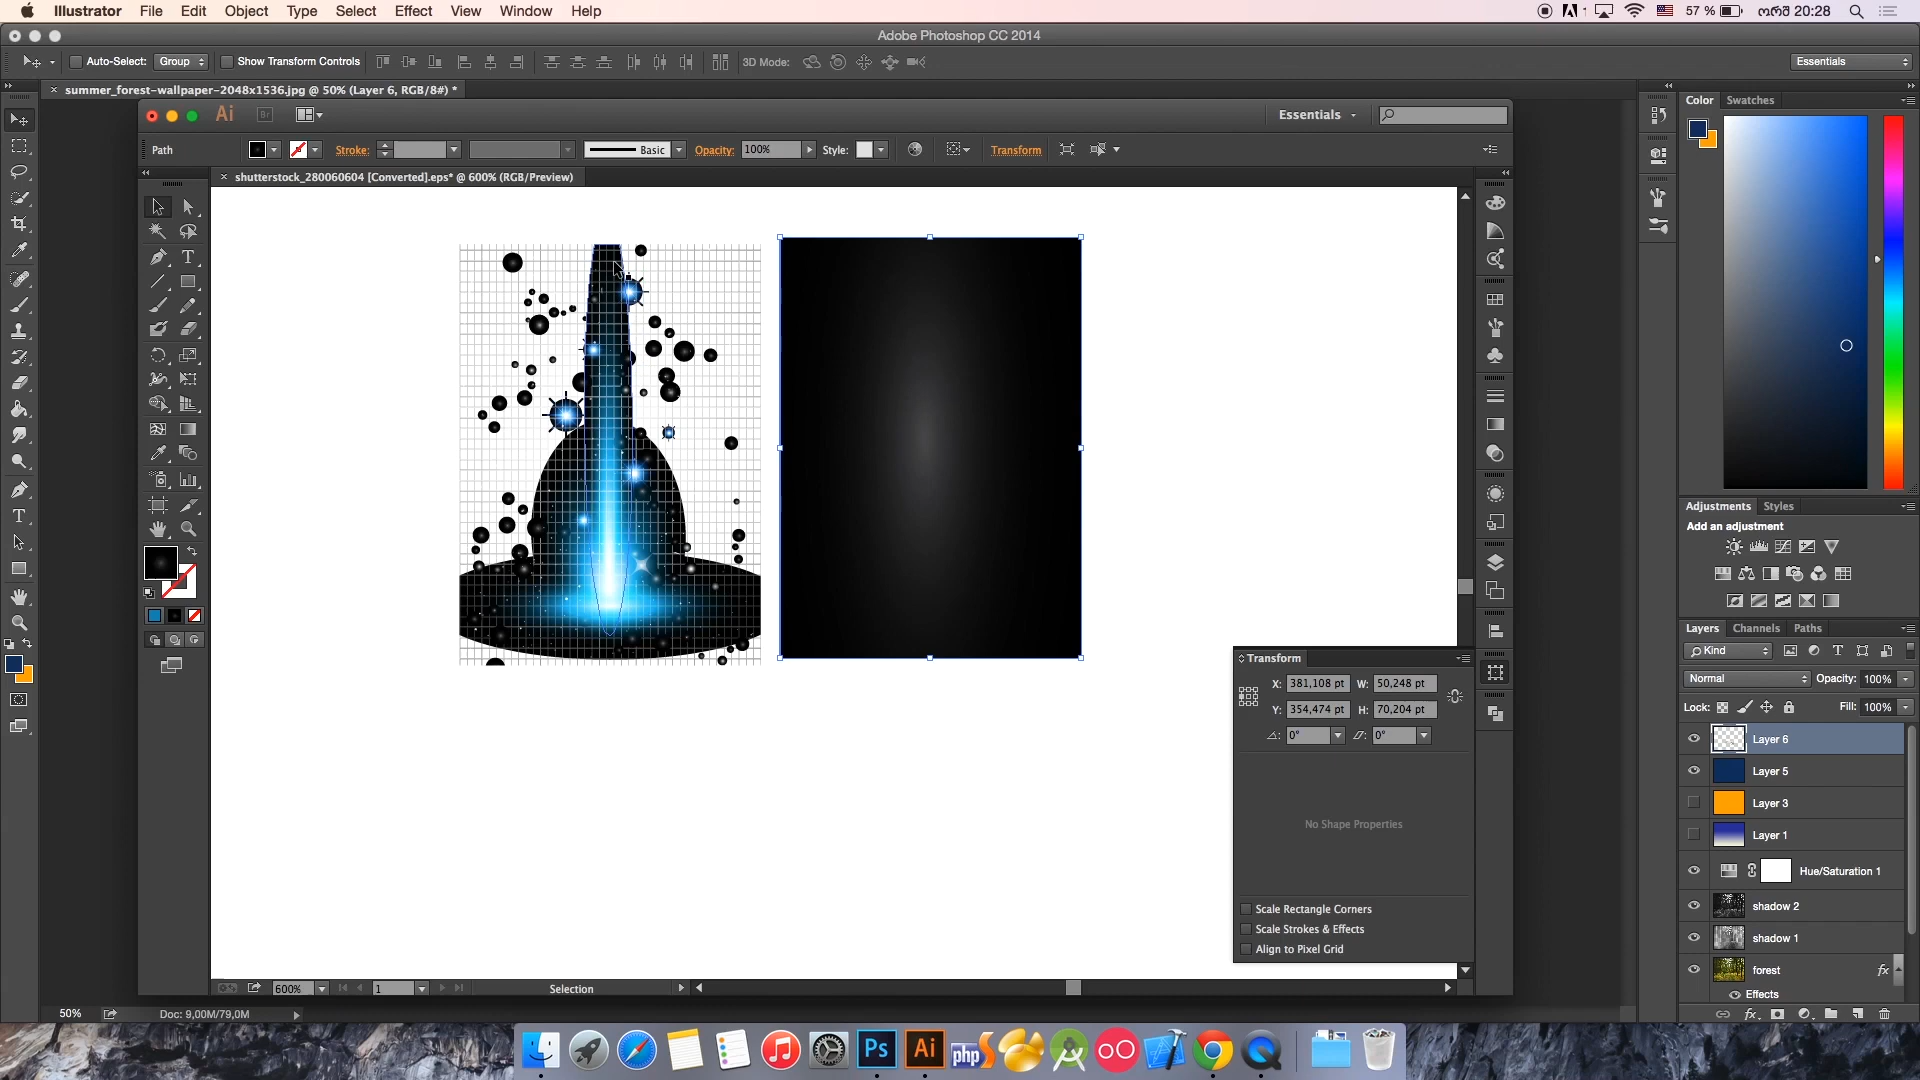 Illustrator File Edit Object Type Select Effect View Window Help
57 % ორშ 20:28
Adobe Photoshop CC 2014
Auto-Select: Group Show Transform Controls 3D Mode: Essentials
summer_forest-wallpaper-2048x1536.jpg @ 50% (Layer 6, RGB/8#) *
Ai Br Essentials
Path Stroke: Basic Opacity: 100% Style: Transform
shutterstock_280060604 [Converted].eps* @ 600% (RGB/Preview)
Color Swatches
Adjustments Styles
Add an adjustment
Layers Channels Paths
Kind
Normal Opacity: 100%
Lock: Fill: 100%
Layer 6
Layer 5
Layer 3
Layer 1
Hue/Saturation 1
shadow 2
shadow 1
forest fx
Effects
Transform
X: 381,108 pt W: 50,248 pt
Y: 354,474 pt H: 70,204 pt
0° 0°
No Shape Properties
Scale Rectangle Corners
Scale Strokes & Effects
Align to Pixel Grid
600% 1 Selection
50% Doc: 9,00M/79,0M
fx
Ps Ai php